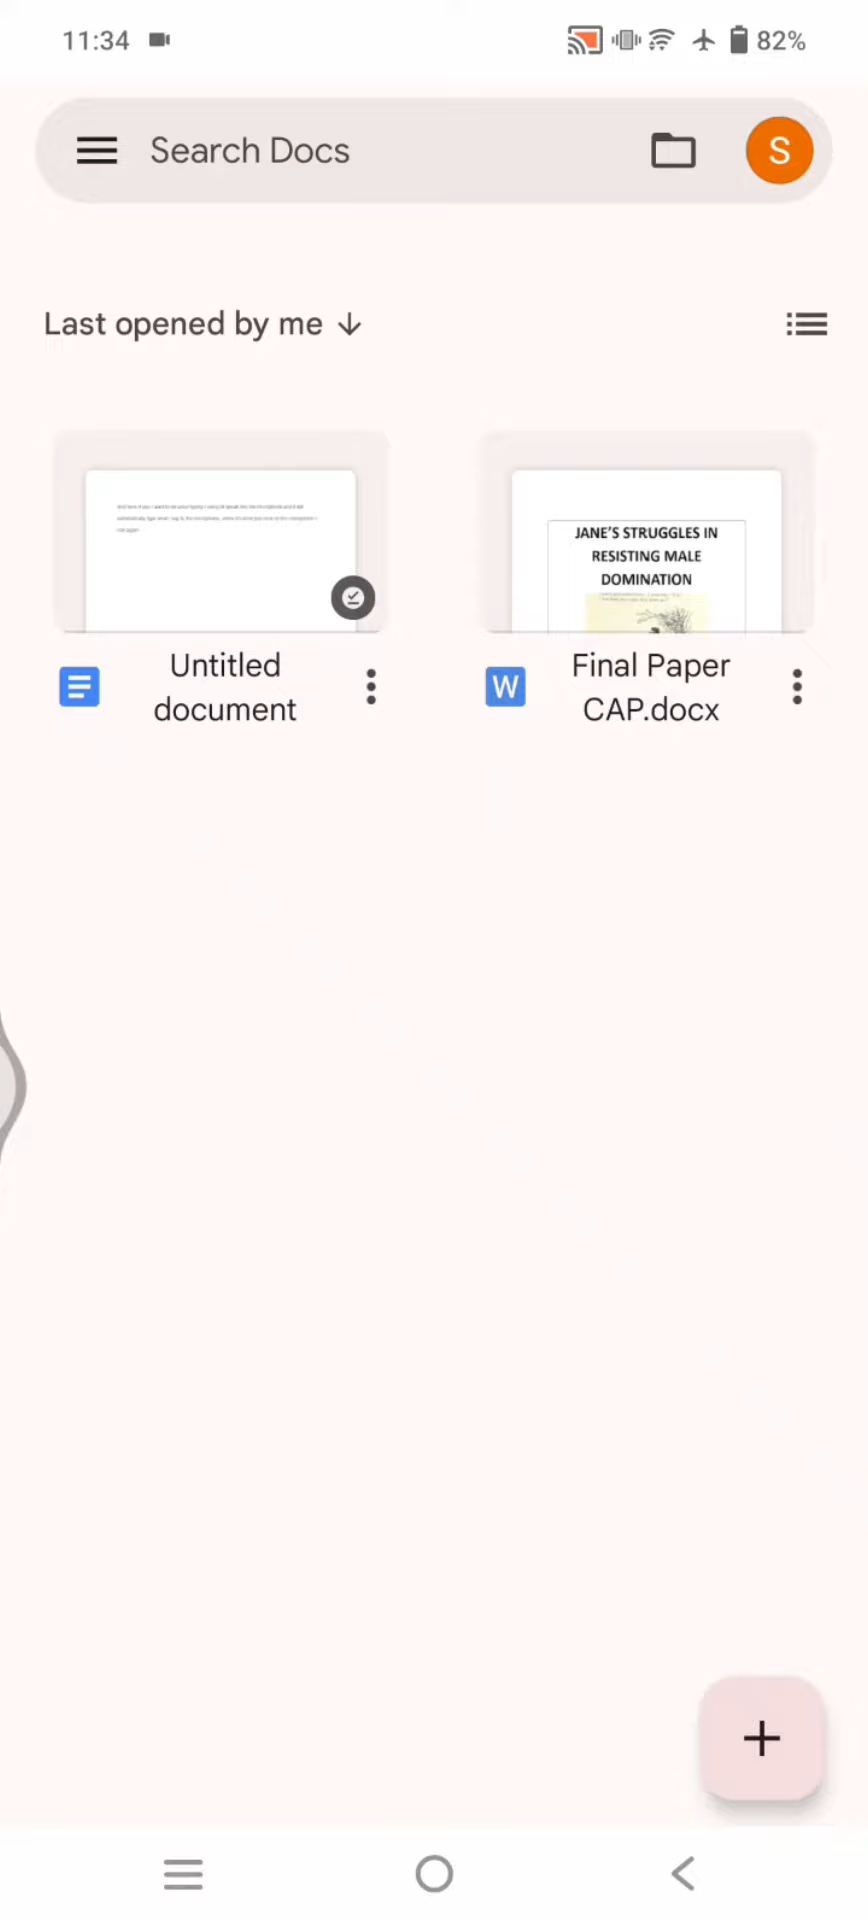 11:34 82%
Search Docs S
Last opened by me
JANE'S STRUGGLES IN
RESISTING MALE
DOMINATION
Untitled
document
W Final Paper
CAP.docx